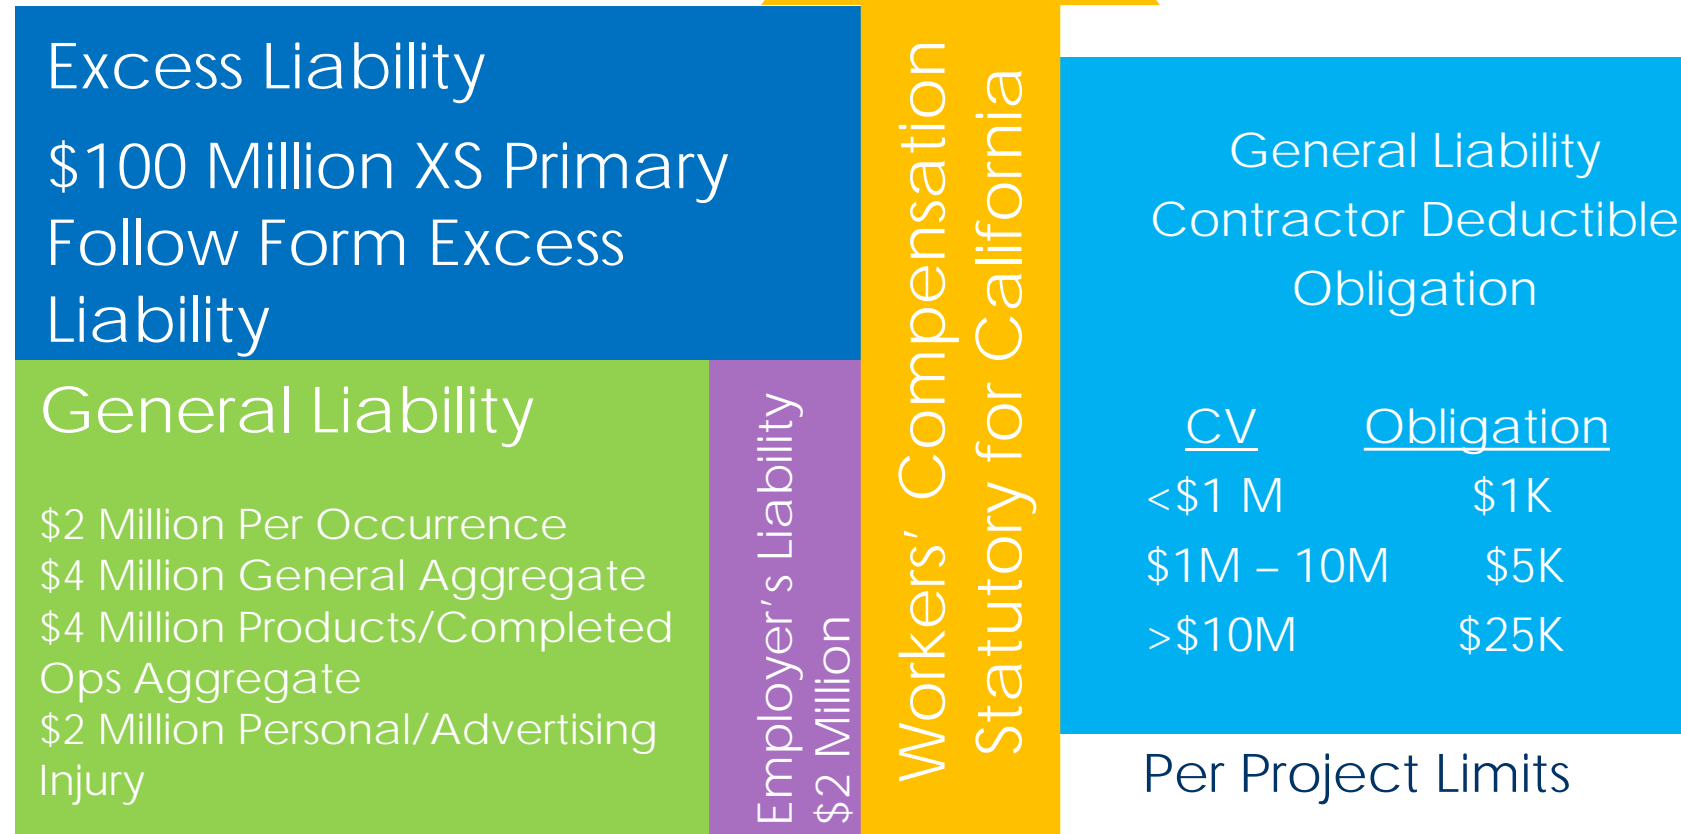 Excess Liability
$100 Million XS Primary
Follow Form Excess
Liability
General Liability
$2 Million Per Occurrence
$4 Million General Aggregate
$4 Million Products/Completed
Ops Aggregate
$2 Million Personal/Advertising
Injury
Employer’s Liability
$2 Million
Workers’ Compensation
Statutory for California
General Liability
Contractor Deductible
Obligation
CV Obligation
<$1 M $1K
$1M – 10M $5K
>$10M $25K
Per Project Limits